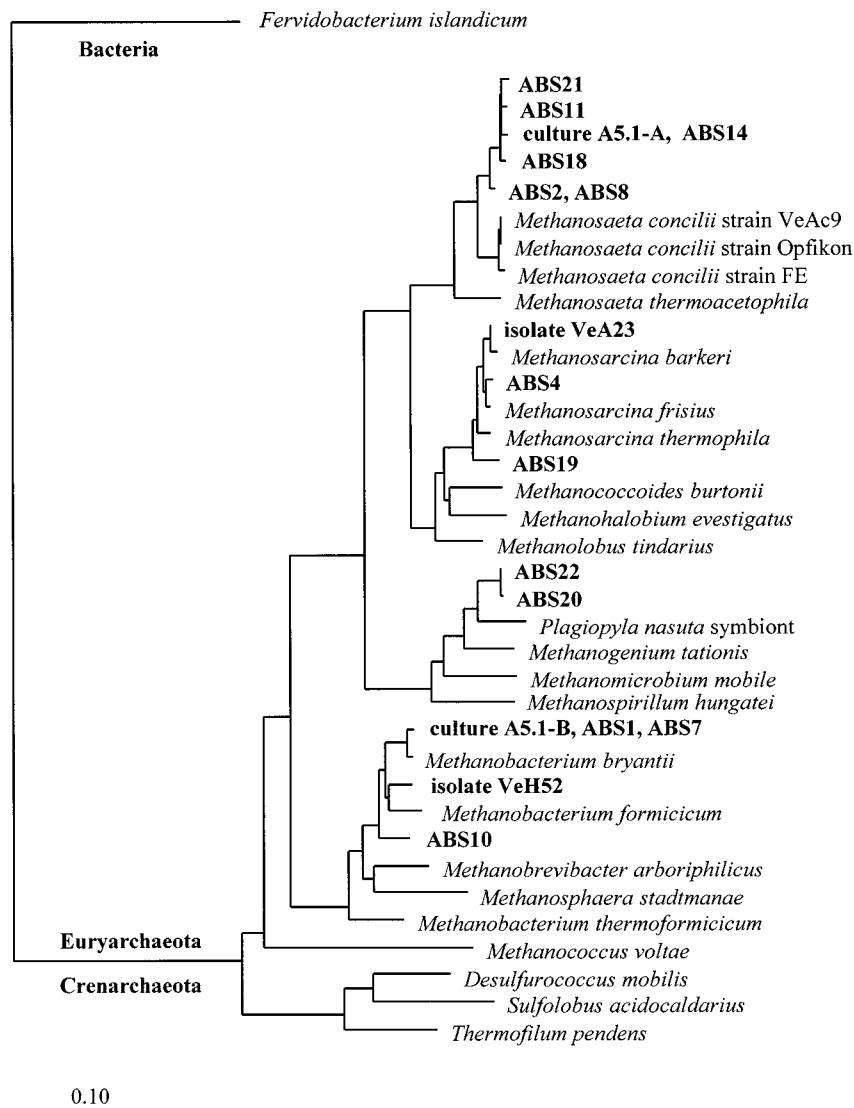 Fervidobacterium islandicum
Bacteria
ABS21
ABS11
culture A5.1-A, ABS14
ABS18
ABS2, ABS8
Methanosaeta concilii strain VeAc9
Methanosaeta concilii strain Opfikon
Methanosaeta concilii strain FE
Methanosaeta thermoacetophila
isolate VeA23
Methanosarcina barkeri
ABS4
Methanosarcina frisius
Methanosarcina thermophila
ABS19
Methanococcoides burtonii
Methanohalobium evestigatus
Methanolobus tindarius
ABS22
ABS20
Plagiopyla nasuta symbiont
Methanogenium tationis
Methanomicrobium mobile
Methanospirillum hungatei
culture A5.1-B, ABS1, ABS7
Methanobacterium bryantii
isolate VeH52
Methanobacterium formicicum
ABS10
Methanobrevibacter arboriphilicus
Methanosphaera stadtmanae
Methanobacterium thermoformicicum
Euryarchaeota
Methanococcus voltae
Crenarchaeota
Desulfurococcus mobilis
Sulfolobus acidocaldarius
Thermofilum pendens
0.10